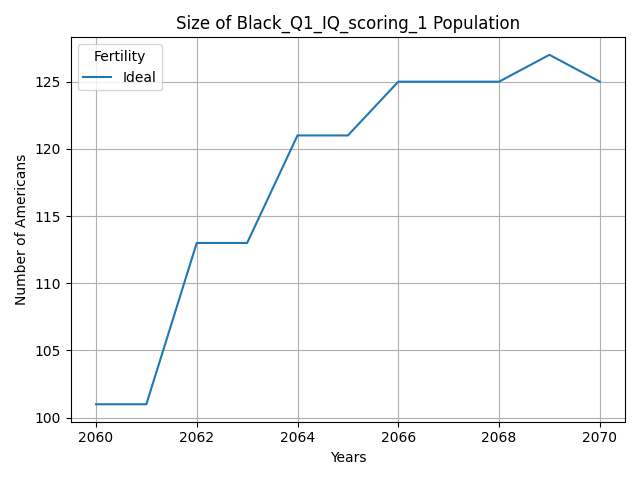 Size of Black_Q1_IQ_scoring_1 Population
Fertility
Ideal
Number of Americans
125
120
115
110
105
100
2060 2062 2064 2066 2068 2070
Years